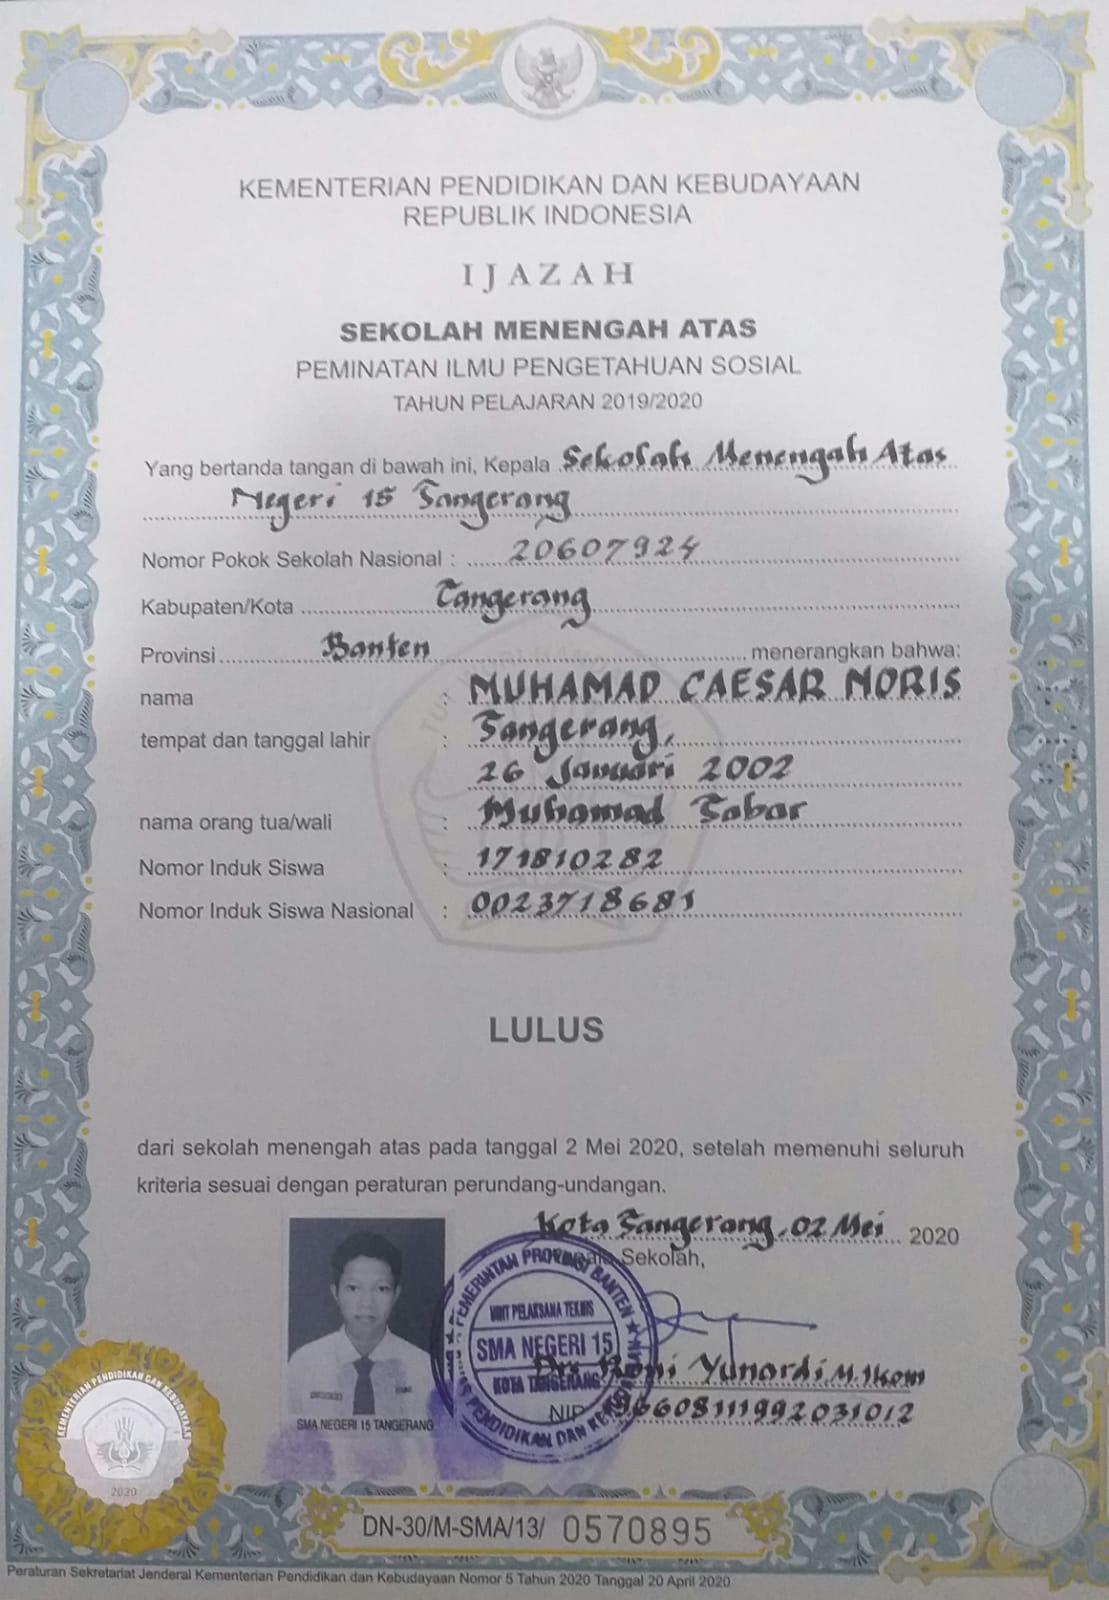 KEMENTERIAN PENDIDIKAN DAN KEBUDAYAAN
REPUBLIK INDONESIA
IJAZAH
SEKOLAH MENENGAH ATAS
PEMINATAN ILMU PENGETAHUAN SOSIAL
TAHUN PELAJARAN 2019/2020
Yang bertanda tangan di bawah ini, Kepala Sekolah Menengah Atas
Negeri 15 Tangerang
Nomor Pokok Sekolah Nasional : 20607924
Kabupaten/Kota Tangerang
Provinsi Banten menerangkan bahwa:
nama : MUHAMAD CAESAR NORIS
tempat dan tanggal lahir : Tangerang,
26 Januari 2002
nama orang tua/wali : Muhamad Sobar
Nomor Induk Siswa : 171810282
Nomor Induk Siswa Nasional : 0023718681
LULUS
dari sekolah menengah atas pada tanggal 2 Mei 2020, setelah memenuhi seluruh
kriteria sesuai dengan peraturan perundang-undangan.
Kota Tangerang, 02 Mei 2020
Sekolah,
PEMERINTAH PROVINSI BANTEN
UNIT PELAKSANA TEKNIS
SMA NEGERI 15
KOTA TANGERANG
PENDIDIKAN DAN
Drs. Roni Yunardi M.Ikom
NIP 196608111992031012
SMA NEGERI 15 TANGERANG
KEMENTERIAN PENDIDIKAN DAN KEBUDAYAAN
2020
DN-30/M-SMA/13/ 0570895
Peraturan Sekretariat Jenderal Kementerian Pendidikan dan Kebudayaan Nomor 5 Tahun 2020 Tanggal 20 April 2020